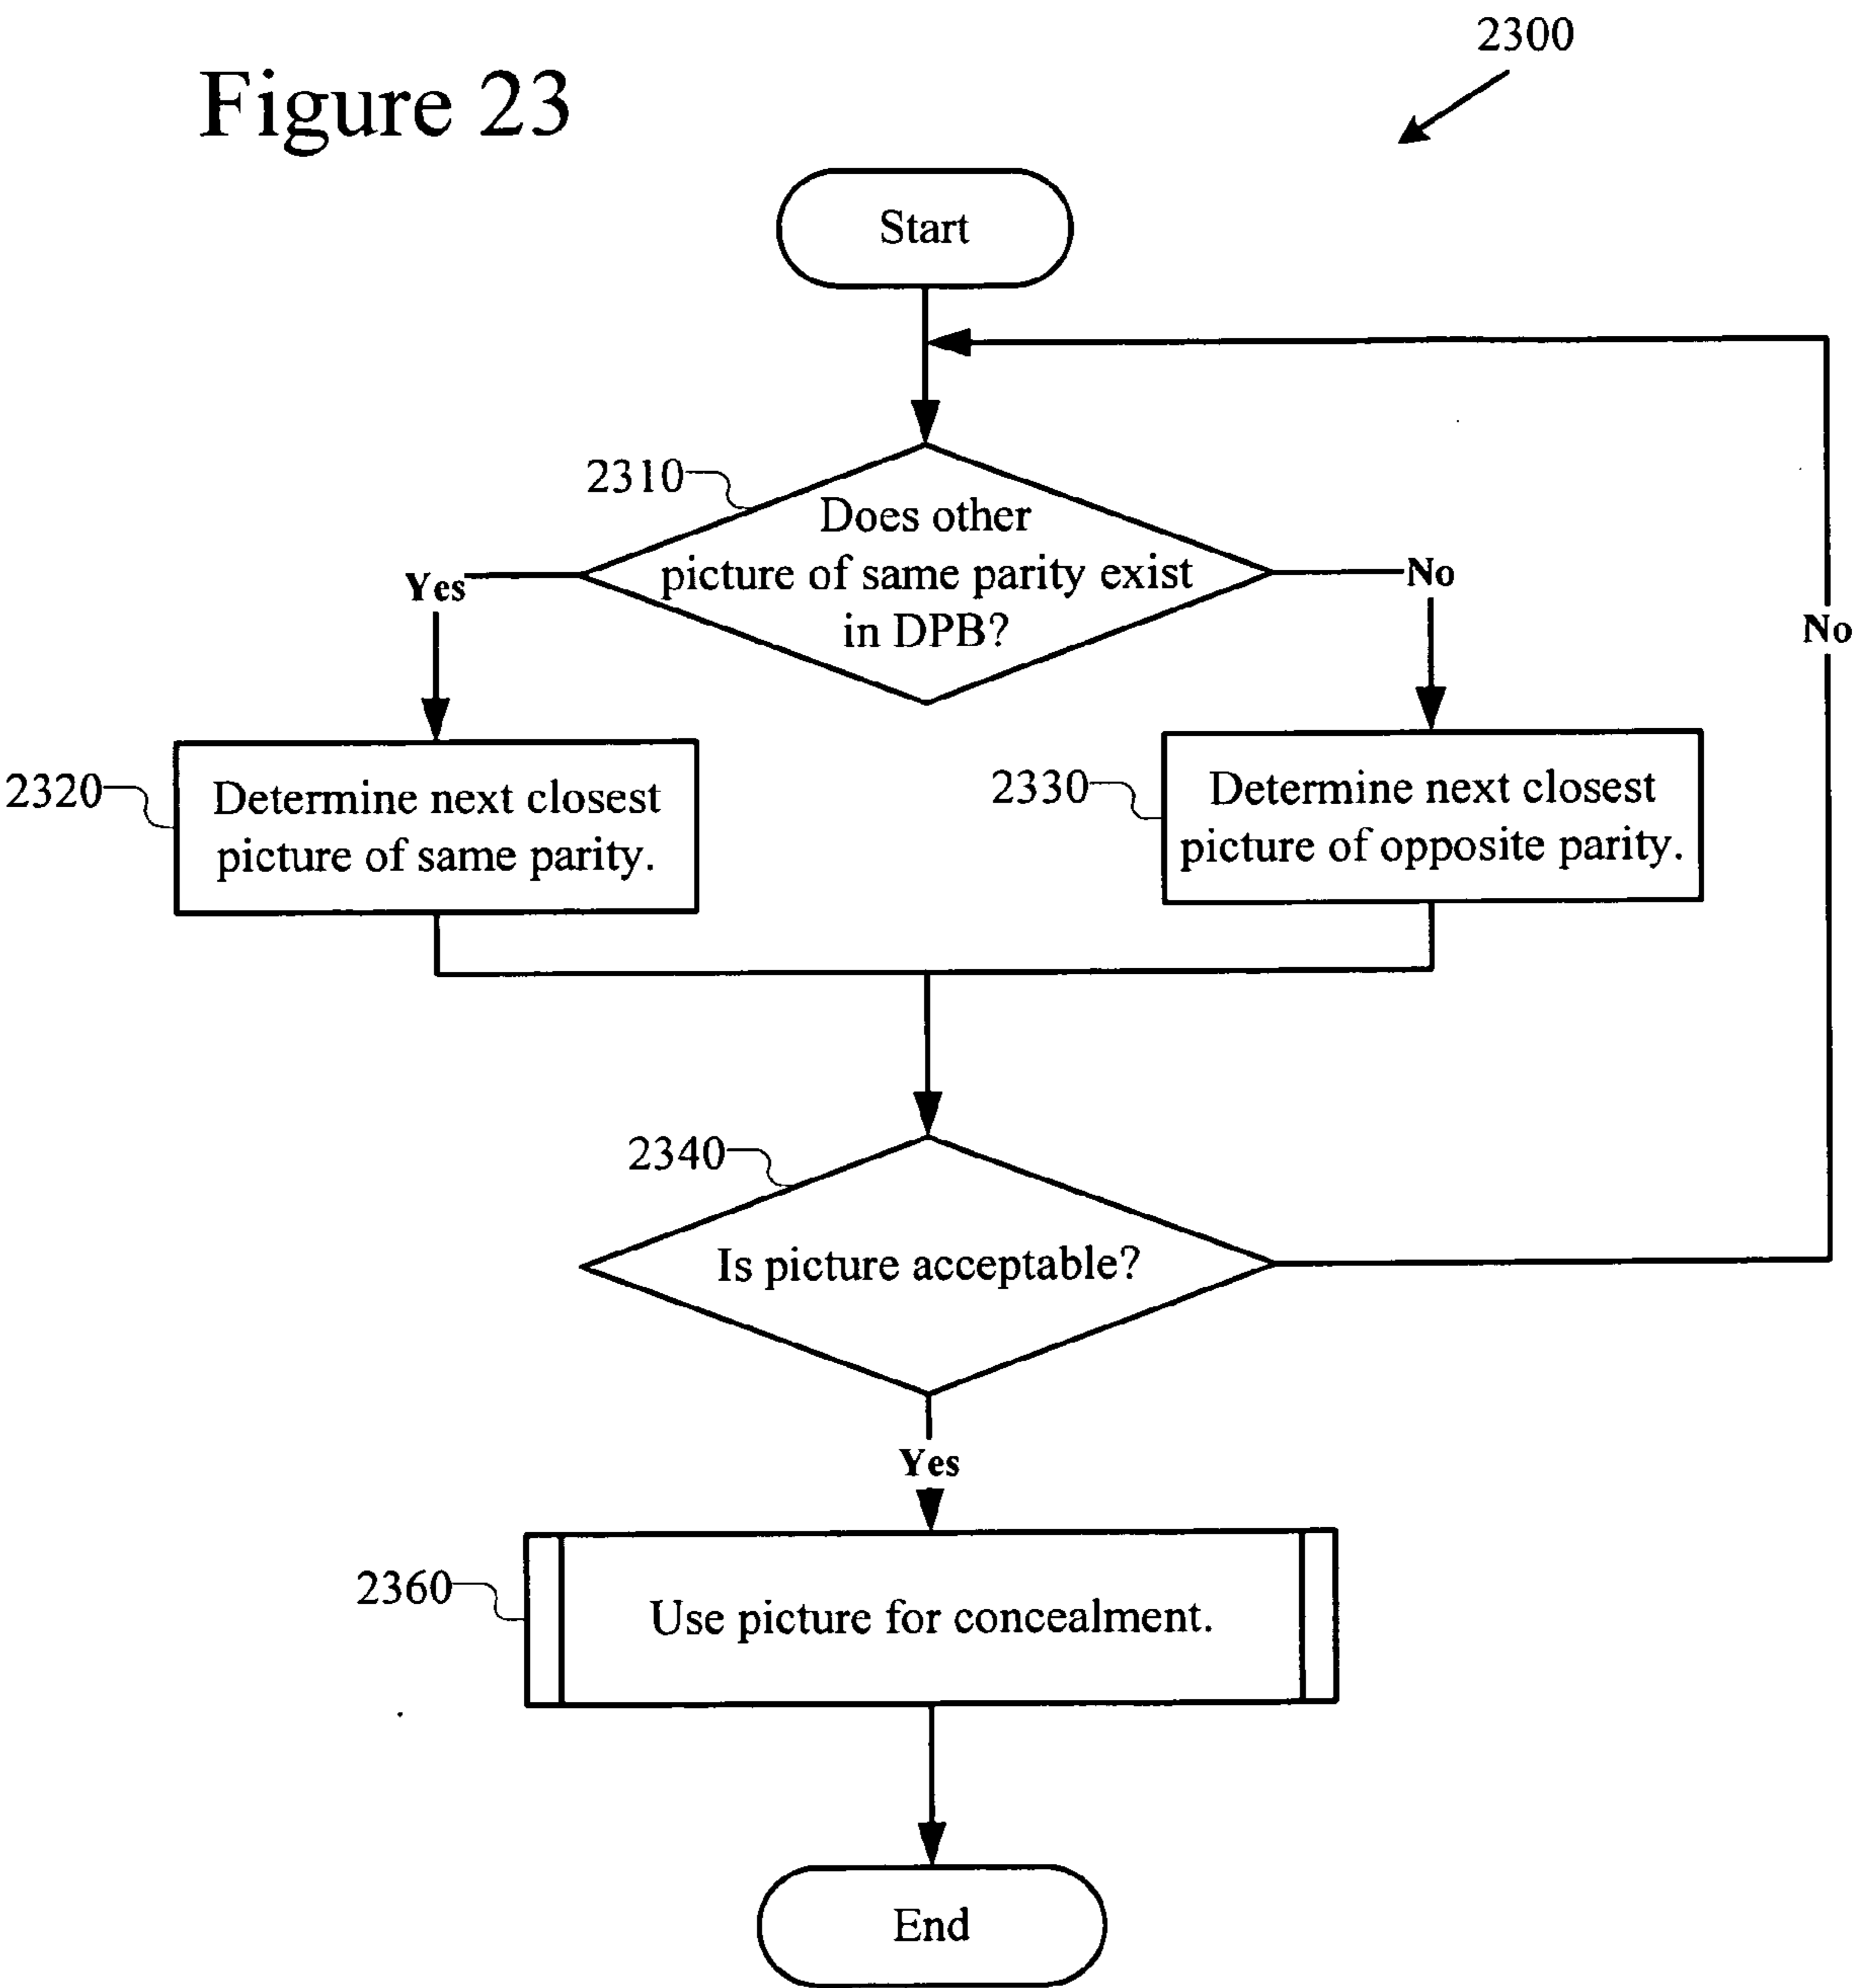 2300
Figure 23
Start
2310
Does other
picture of same parity exist
in DPB?
Yes
No
No
2320
Determine next closest
picture of same parity.
2330
Determine next closest
picture of opposite parity.
2340
Is picture acceptable?
Yes
2360
Use picture for concealment.
End